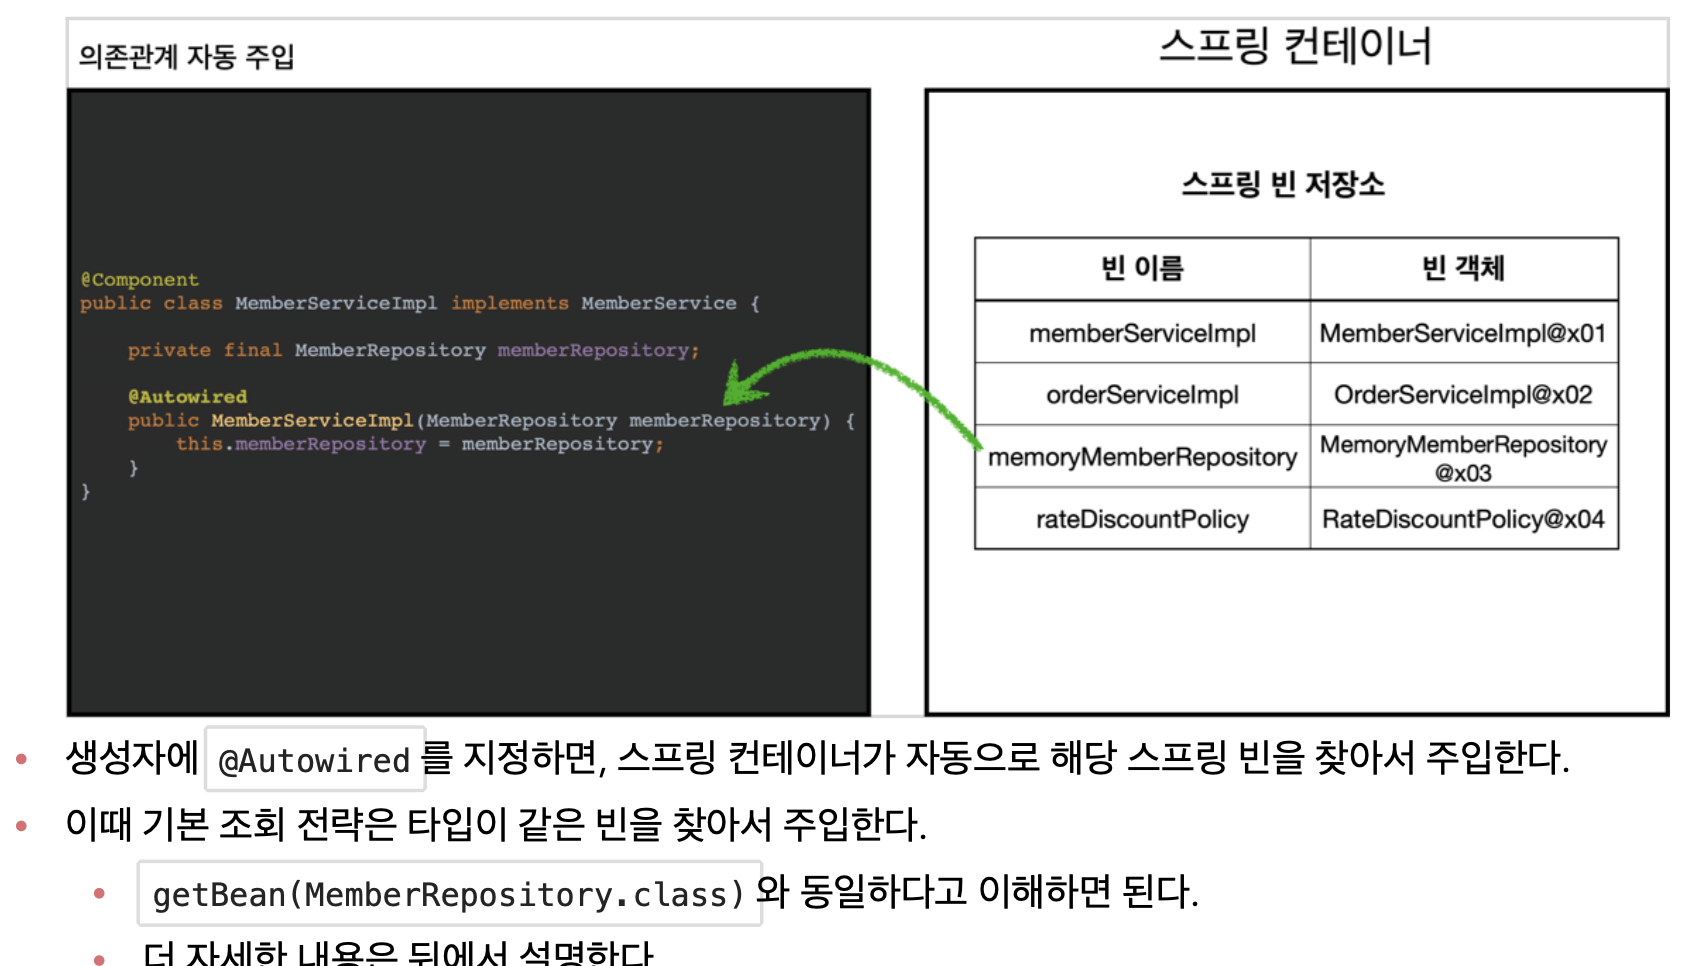 의존관계 자동 주입
스프링 컨테이너
@Component
public class MemberServiceImpl implements MemberService {
private final MemberRepository memberRepository;
@Autowired
public MemberServiceImpl(MemberRepository memberRepository) {
this.memberRepository = memberRepository;
}
}
스프링 빈 저장소
빈 이름 빈 객체
memberServiceImpl MemberServiceImpl@x01
orderServiceImpl OrderServiceImpl@x02
memoryMemberRepository MemoryMemberRepository
@x03
rateDiscountPolicy RateDiscountPolicy@x04
• 생성자에 @Autowired 를 지정하면, 스프링 컨테이너가 자동으로 해당 스프링 빈을 찾아서 주입한다.
• 이때 기본 조회 전략은 타입이 같은 빈을 찾아서 주입한다.
• getBean(MemberRepository.class) 와 동일하다고 이해하면 된다.
• 더 자세한 내용은 뒤에서 설명한다